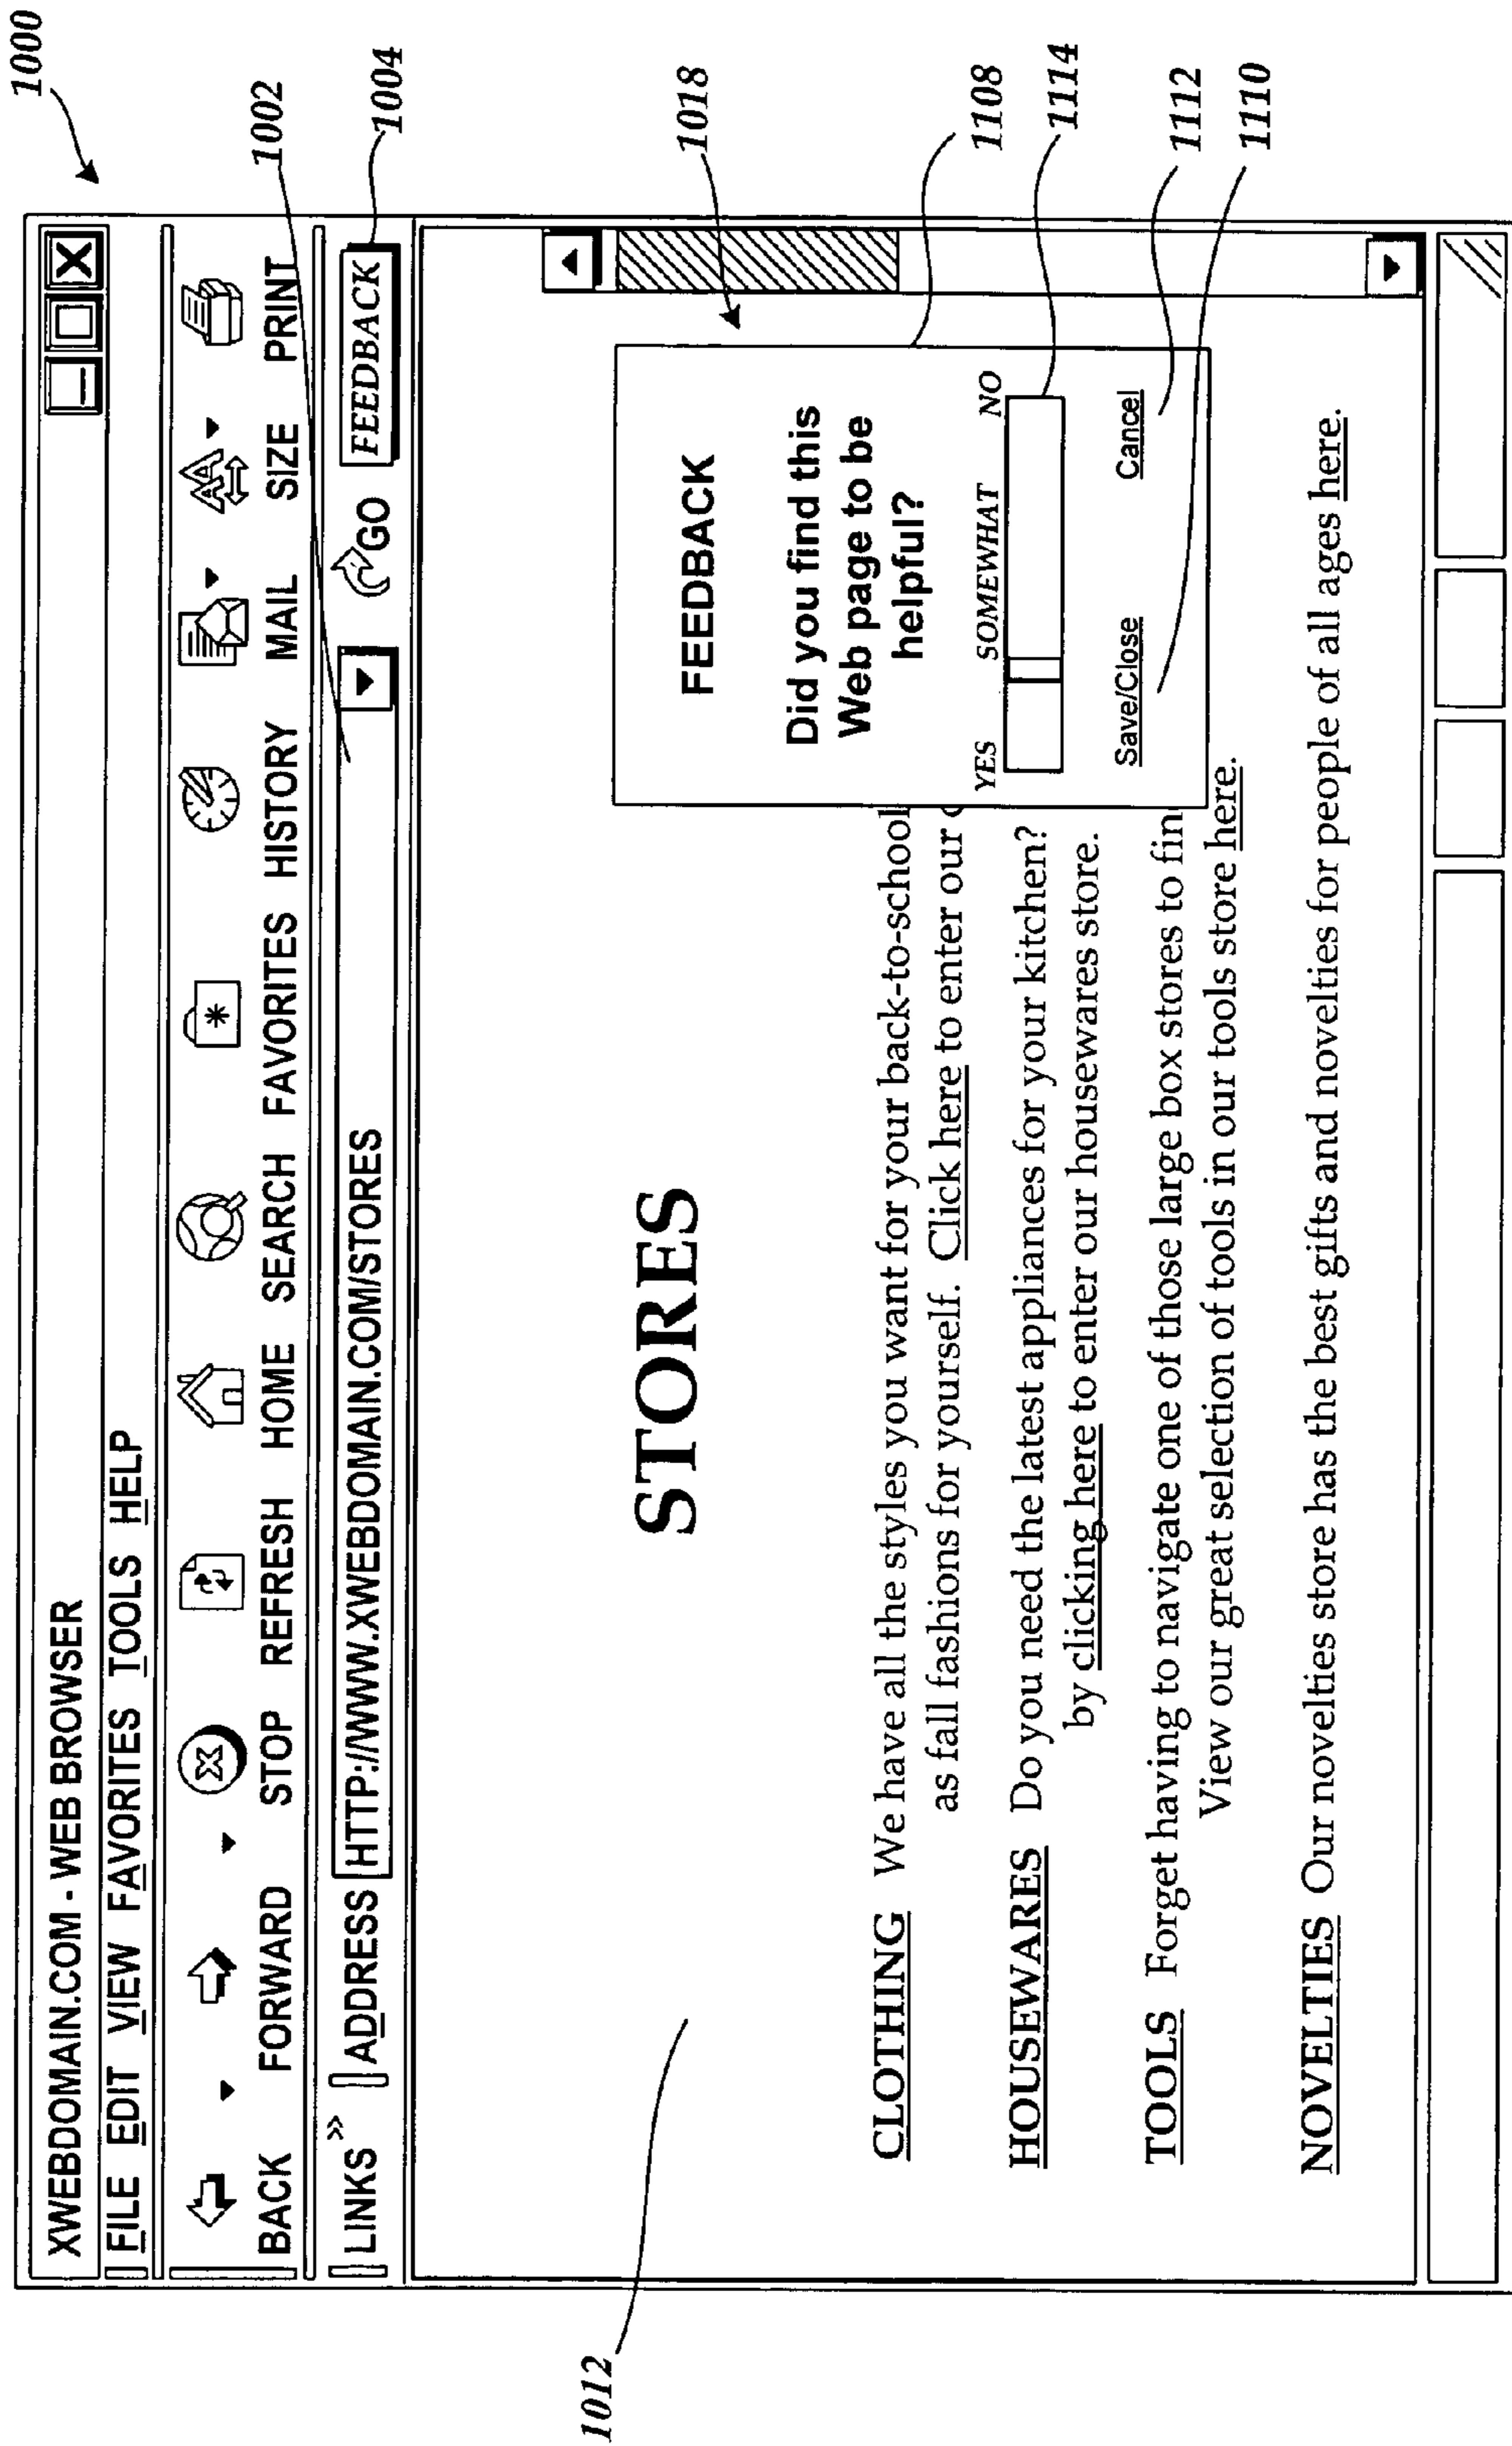 1000
XWEBDOMAIN.COM - WEB BROWSER
FILE EDIT VIEW FAVORITES TOOLS HELP
BACK FORWARD STOP REFRESH HOME SEARCH FAVORITES HISTORY MAIL SIZE PRINT
1002
LINKS » ADDRESS HTTP://WWW.XWEBDOMAIN.COM/STORES GO FEEDBACK
1004
1012
STORES
1018
FEEDBACK
Did you find this
Web page to be
helpful?
YES SOMEWHAT NO
Save/Close Cancel
1108
1114
1112
1110
CLOTHING We have all the styles you want for your back-to-school
as fall fashions for yourself. Click here to enter our
HOUSEWARES Do you need the latest appliances for your kitchen?
by clicking here to enter our housewares store.
TOOLS Forget having to navigate one of those large box stores to fin
View our great selection of tools in our tools store here.
NOVELTIES Our novelties store has the best gifts and novelties for people of all ages here.